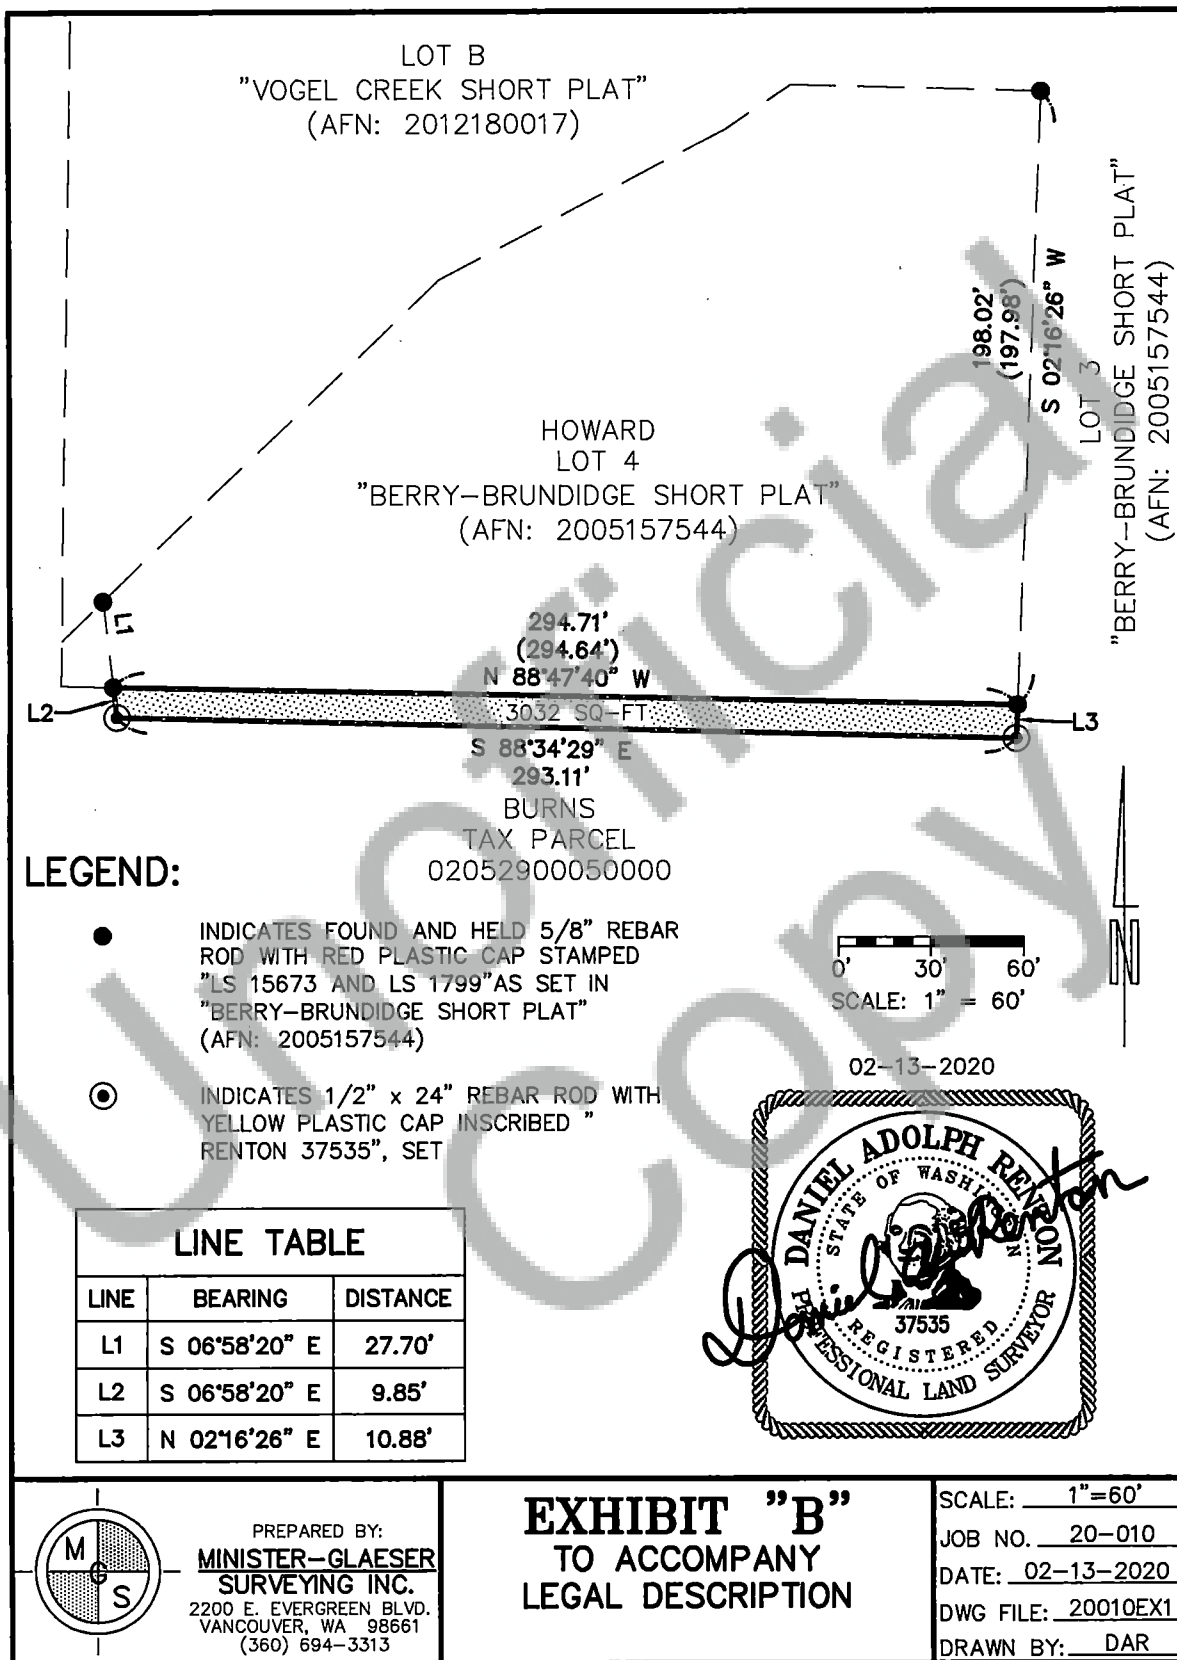 LOT B
"VOGEL CREEK SHORT PLAT"
(AFN: 2012180017)
198.02'
(197.98')
S 02°16'26" W
LOT 3
"BERRY-BRUNDIDGE SHORT PLAT"
(AFN: 2005157544)
HOWARD
LOT 4
"BERRY-BRUNDIDGE SHORT PLAT"
(AFN: 2005157544)
L1
294.71'
(294.64')
N 88°47'40" W
L2
3032 SQ-FT
L3
S 88°34'29" E
293.11'
BURNS
TAX PARCEL
02052900050000
LEGEND:
INDICATES FOUND AND HELD 5/8" REBAR
ROD WITH RED PLASTIC CAP STAMPED
"LS 15673 AND LS 1799"AS SET IN
"BERRY-BRUNDIDGE SHORT PLAT"
(AFN: 2005157544)
INDICATES 1/2" x 24" REBAR ROD WITH
YELLOW PLASTIC CAP INSCRIBED "
RENTON 37535", SET
N
0' 30' 60'
SCALE: 1" = 60'
02-13-2020
DANIEL ADOLPH RENTON
STATE OF WASHINGTON
37535
REGISTERED
PROFESSIONAL LAND SURVEYOR
Daniel A. Renton
LINE TABLE
LINE BEARING DISTANCE
L1 S 06°58'20" E 27.70'
L2 S 06°58'20" E 9.85'
L3 N 02°16'26" E 10.88'
M G S
PREPARED BY:
MINISTER-GLAESER
SURVEYING INC.
2200 E. EVERGREEN BLVD.
VANCOUVER, WA 98661
(360) 694-3313
EXHIBIT "B"
TO ACCOMPANY
LEGAL DESCRIPTION
SCALE: 1"=60'
JOB NO. 20-010
DATE: 02-13-2020
DWG FILE: 20010EX1
DRAWN BY: DAR
Unofficial
Copy